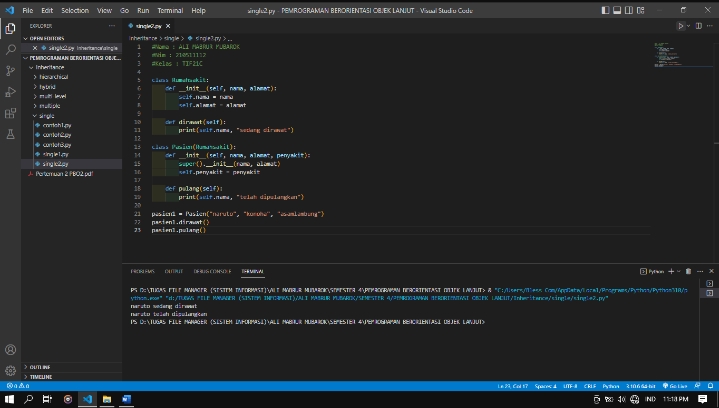 File Edit Selection View Go Run Terminal Help
single2.py - PEMROGRAMAN BERORIENTASI OBJEK LANJUT - Visual Studio Code
EXPLORER
OPEN EDITORS
single2.py inheritance\single
PEMROGRAMAN BERORIENTASI OBJE...
inheritance
hierarchical
hybrid
multi_level
multiple
single
contoh1.py
contoh2.py
contoh3.py
single1.py
single2.py
Pertemuan 2 PBO2.pdf
OUTLINE
TIMELINE
single2.py
inheritance > single > single2.py > ...
1 #Nama : ALI MABRUR MUBAROK
2 #Nim : 210511112
3 #Kelas : TIF21C
4
5 class Rumahsakit:
6 def __init__(self, nama, alamat):
7 self.nama = nama
8 self.alamat = alamat
9
10 def dirawat(self):
11 print(self.nama, "sedang dirawat")
12
13 class Pasien(Rumahsakit):
14 def __init__(self, nama, alamat, penyakit):
15 super().__init__(nama, alamat)
16 self.penyakit = penyakit
17
18 def pulang(self):
19 print(self.nama, "telah dipulangkan")
20
21 pasien1 = Pasien("naruto", "konoha", "asamlambung")
22 pasien1.dirawat()
23 pasien1.pulang()
PROBLEMS OUTPUT DEBUG CONSOLE TERMINAL
Python
PS D:\TUGAS FILE MANAGER (SISTEM INFORMASI)\ALI MABRUR MUBAROK\SEMESTER 4\PEMROGRAMAN BERORIENTASI OBJEK LANJUT> & "C:/Users/Bless Com/AppData/Local/Programs/Python/Python310/p
ython.exe" "d:/TUGAS FILE MANAGER (SISTEM INFORMASI)/ALI MABRUR MUBAROK/SEMESTER 4/PEMROGRAMAN BERORIENTASI OBJEK LANJUT/inheritance/single/single2.py"
naruto sedang dirawat
naruto telah dipulangkan
PS D:\TUGAS FILE MANAGER (SISTEM INFORMASI)\ALI MABRUR MUBAROK\SEMESTER 4\PEMROGRAMAN BERORIENTASI OBJEK LANJUT>
0 0
Ln 23, Col 17 Spaces: 4 UTF-8 CRLF Python 3.10.6 64-bit Go Live
IND 11:18 PM